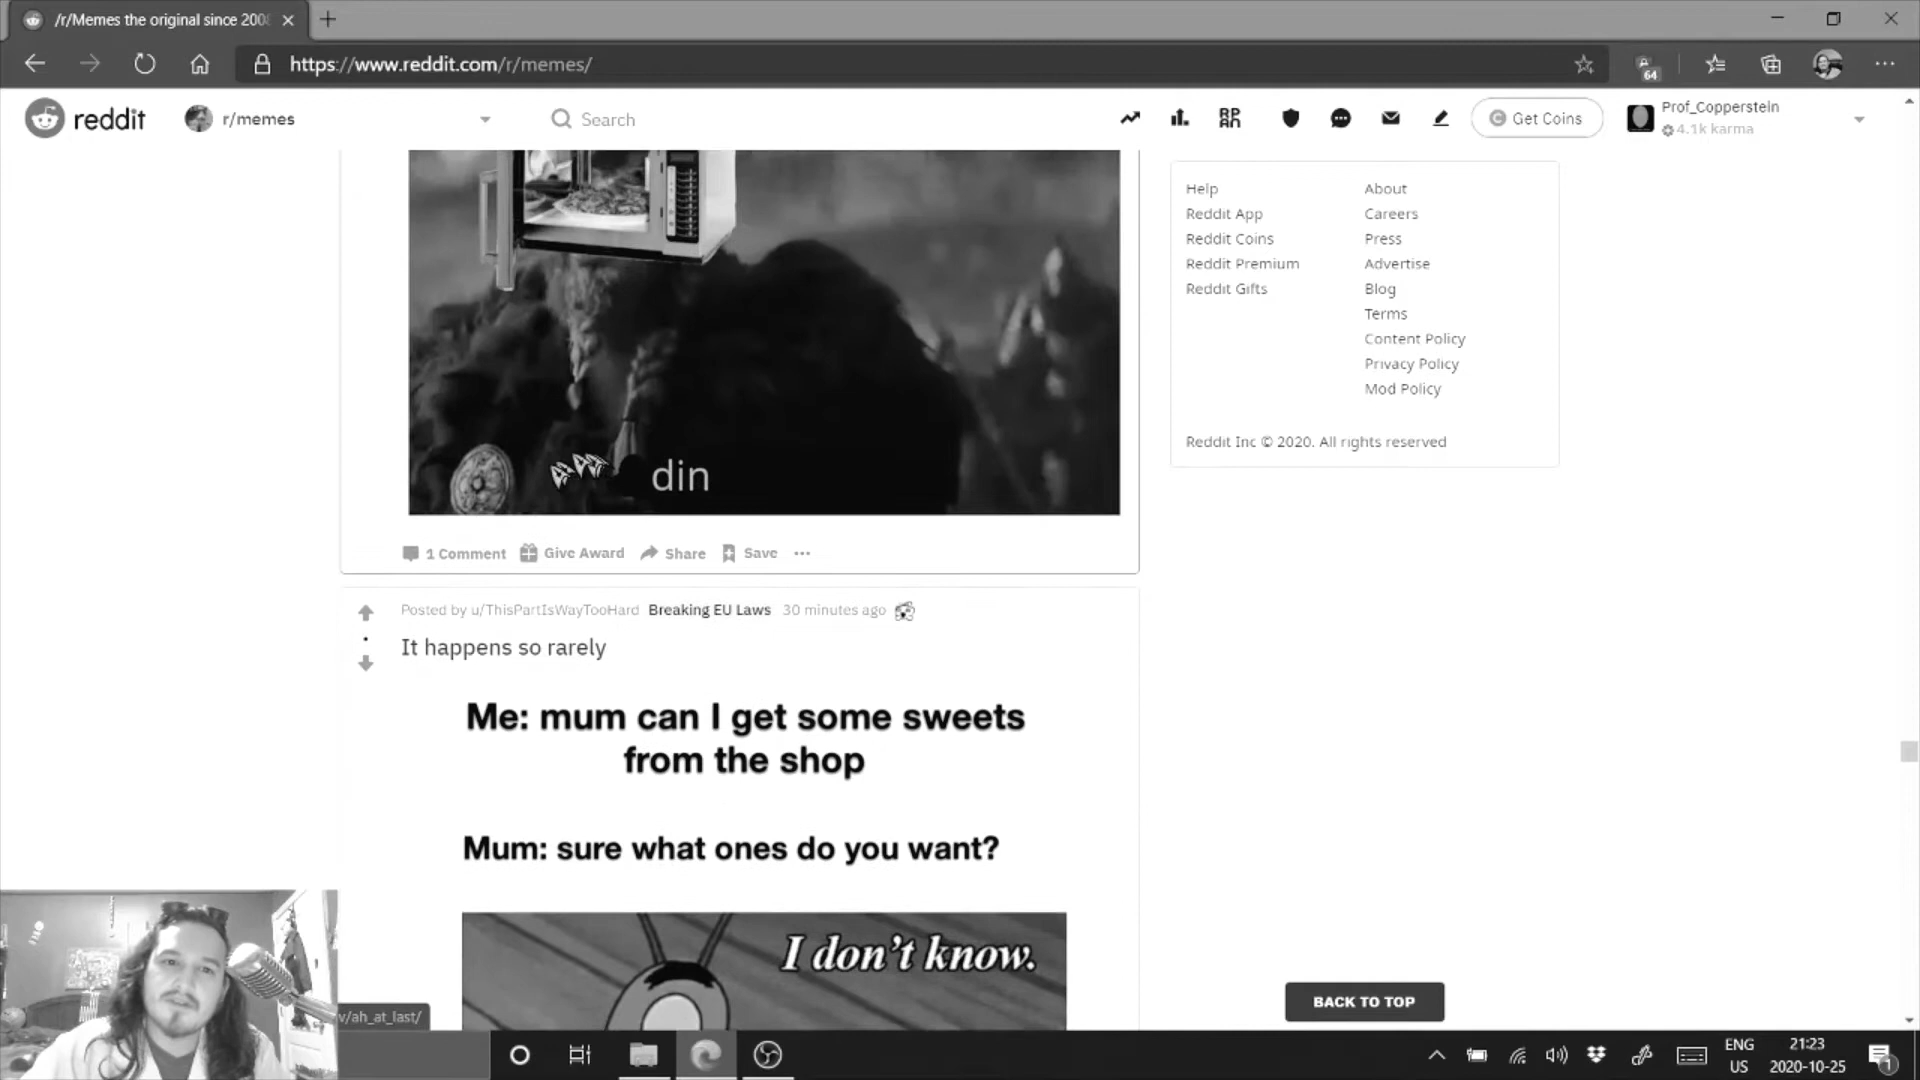 /r/Memes the original since 2008
https://www.reddit.com/r/memes/
64
reddit
r/memes
Search
Get Coins
Prof_Copperstein
4.1k karma
din
1 Comment
Give Award
Share
Save
Help
Reddit App
Reddit Coins
Reddit Premium
Reddit Gifts
About
Careers
Press
Advertise
Blog
Terms
Content Policy
Privacy Policy
Mod Policy
Reddit Inc © 2020. All rights reserved
Posted by u/ThisPartIsWayTooHard Breaking EU Laws 30 minutes ago
It happens so rarely
Me: mum can I get some sweets
from the shop
Mum: sure what ones do you want?
I don't know.
BACK TO TOP
/ah_at_last/
ENG
US
21:23
2020-10-25
1